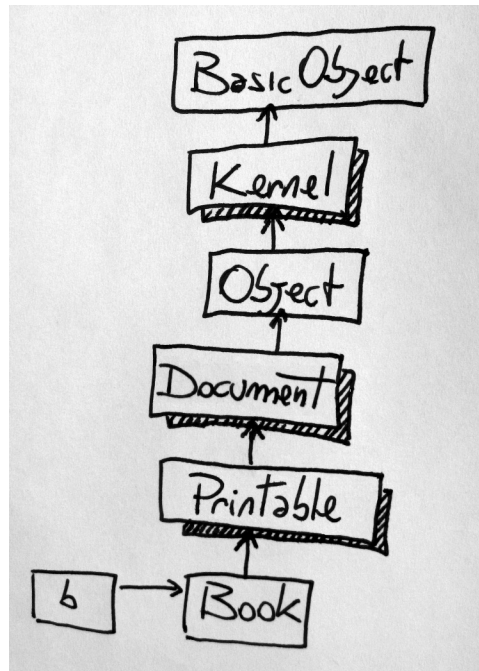 BasicObject
Kernel
Object
Document
Printable
b
Book